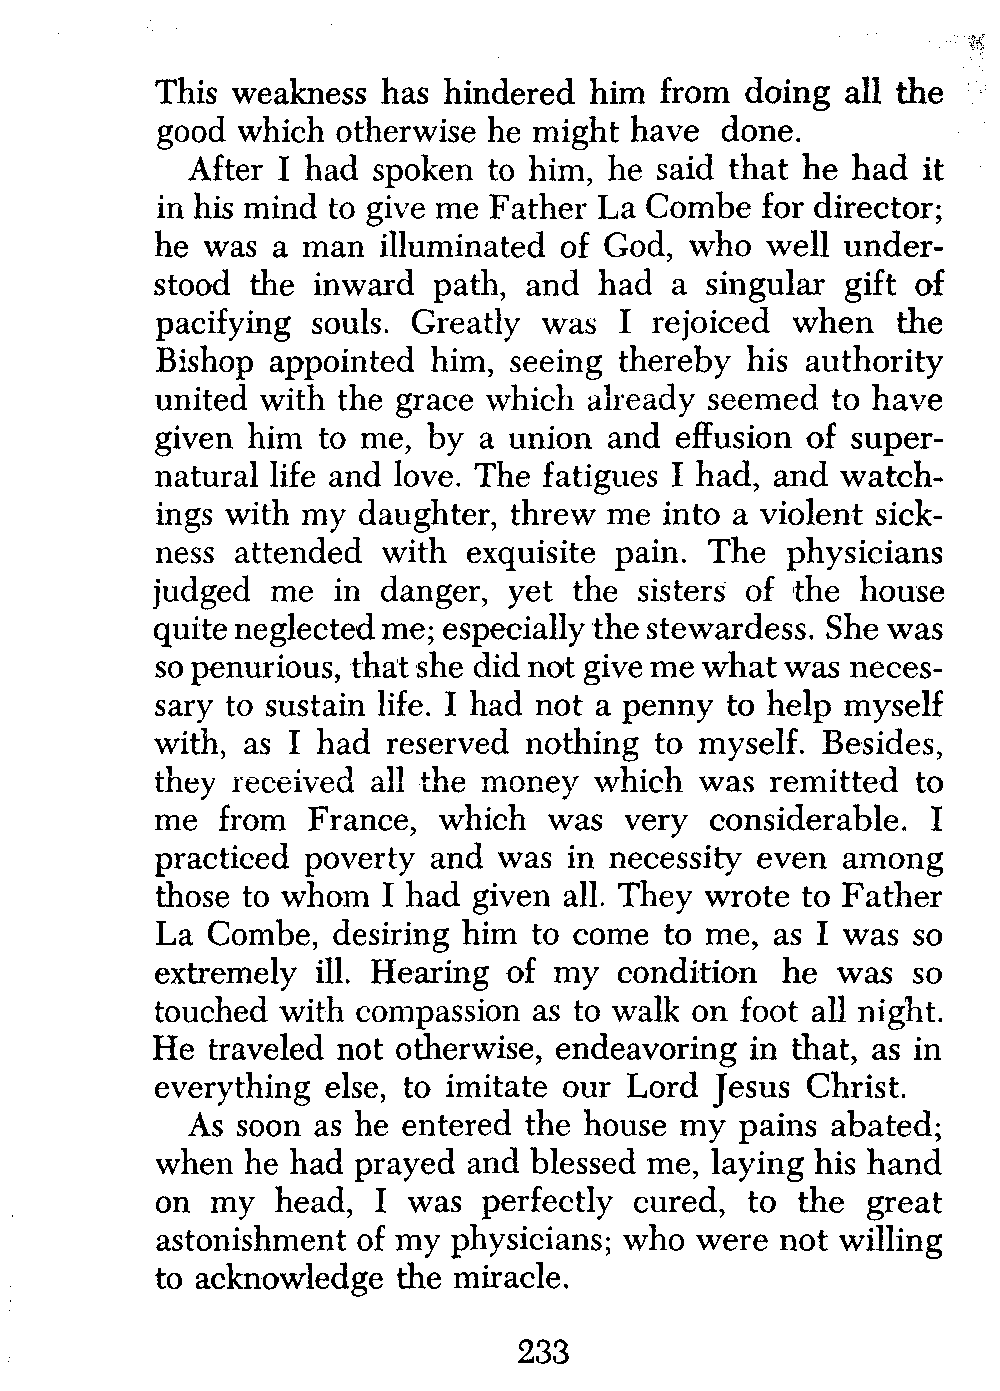 This weakness has hindered him from doing all the
good which otherwise he might have done.
After I had spoken to him, he said that he had it
in his mind to give me Father La Combe for director;
he was a man illuminated of God, who well under-
stood the inward path, and had a singular gift of
pacifying souls. Greatly was I rejoiced when the
Bishop appointed him, seeing thereby his authority
united with the grace which already seemed to have
given him to me, by a union and effusion of super-
natural life and love. The fatigues I had, and watch-
ings with my daughter, threw me into a violent sick-
ness attended with exquisite pain. The physicians
judged me in danger, yet the sisters of the house
quite neglected me; especially the stewardess. She was
so penurious, that she did not give me what was neces-
sary to sustain life. I had not a penny to help myself
with, as I had reserved nothing to myself. Besides,
they received all the money which was remitted to
me from France, which was very considerable. I
practiced poverty and was in necessity even among
those to whom I had given all. They wrote to Father
La Combe, desiring him to come to me, as I was so
extremely ill. Hearing of my condition he was so
touched with compassion as to walk on foot all night.
He traveled not otherwise, endeavoring in that, as in
everything else, to imitate our Lord Jesus Christ.
As soon as he entered the house my pains abated;
when he had prayed and blessed me, laying his hand
on my head, I was perfectly cured, to the great
astonishment of my physicians; who were not willing
to acknowledge the miracle.
233